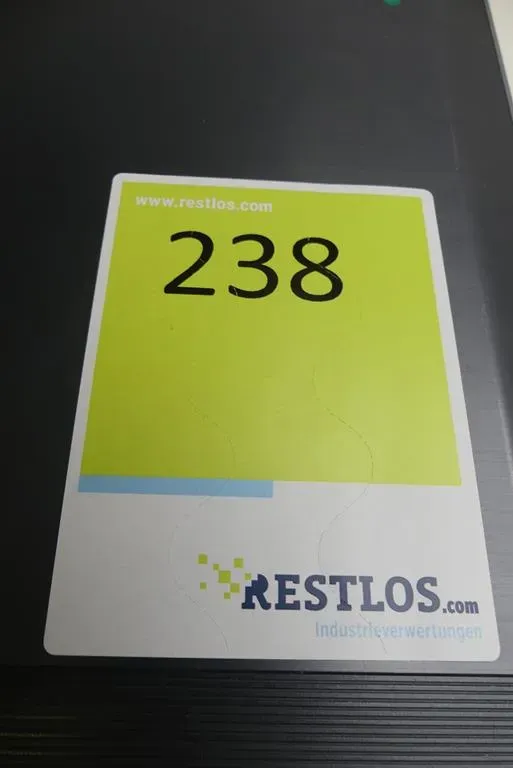 www.restlos.com
238
RESTLOS.com
Industrieverwertungen